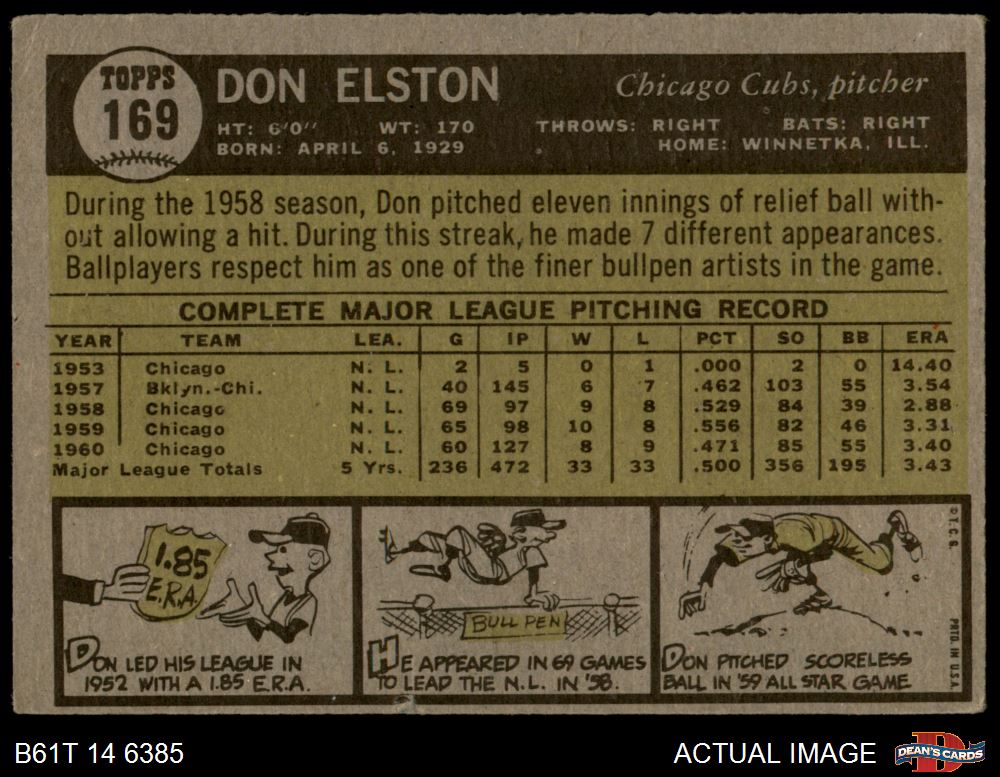 TOPPS
169
DON ELSTON
Chicago Cubs, pitcher
HT: 6'0" WT: 170 THROWS: RIGHT BATS: RIGHT
BORN: APRIL 6, 1929 HOME: WINNETKA, ILL.
During the 1958 season, Don pitched eleven innings of relief ball with-
out allowing a hit. During this streak, he made 7 different appearances.
Ballplayers respect him as one of the finer bullpen artists in the game.
COMPLETE MAJOR LEAGUE PITCHING RECORD
YEAR TEAM LEA. G IP W L PCT SO BB ERA
1953 Chicago N. L. 2 5 0 1 .000 2 0 14.40
1957 Bklyn.-Chi. N. L. 40 145 6 7 .462 103 55 3.54
1958 Chicago N. L. 69 97 9 8 .529 84 39 2.88
1959 Chicago N. L. 65 98 10 8 .556 82 46 3.31
1960 Chicago N. L. 60 127 8 9 .471 85 55 3.40
Major League Totals 5 Yrs. 236 472 33 33 .500 356 195 3.43
1.85
E.R.A.
DON LED HIS LEAGUE IN
1952 WITH A 1.85 E.R.A.
BULL PEN
HE APPEARED IN 69 GAMES
TO LEAD THE N.L. IN '58.
DON PITCHED SCORELESS
BALL IN '59 ALL STAR GAME
© T. C. G. PRTD. IN U.S.A.
B61T 14 6385
ACTUAL IMAGE
D
DEAN'S CARDS